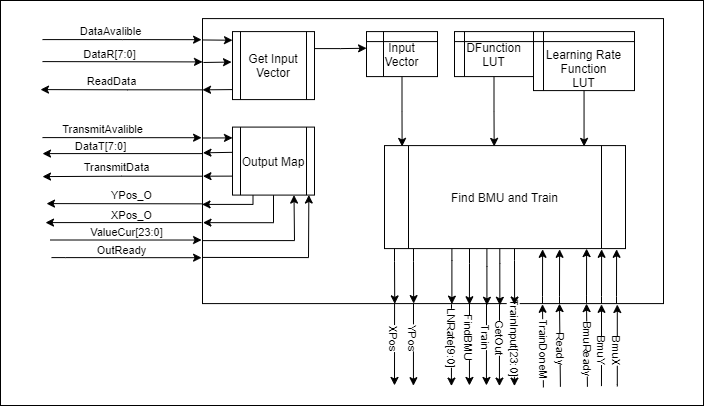 DataAvalible
DataR[7:0]
ReadData
Get Input
Vector
Input
Vector
DFunction
LUT
Learning Rate
Function
LUT
TransmitAvalible
DataT[7:0]
TransmitData
YPos_O
XPos_O
ValueCur[23:0]
OutReady
Output Map
Find BMU and Train
XPos
YPos
LNRate[9:0]
FindBMU
Train
GetOut
TrainInput[23:0]
TrainDoneM
Ready
BmuReady
BmuY
BmuX